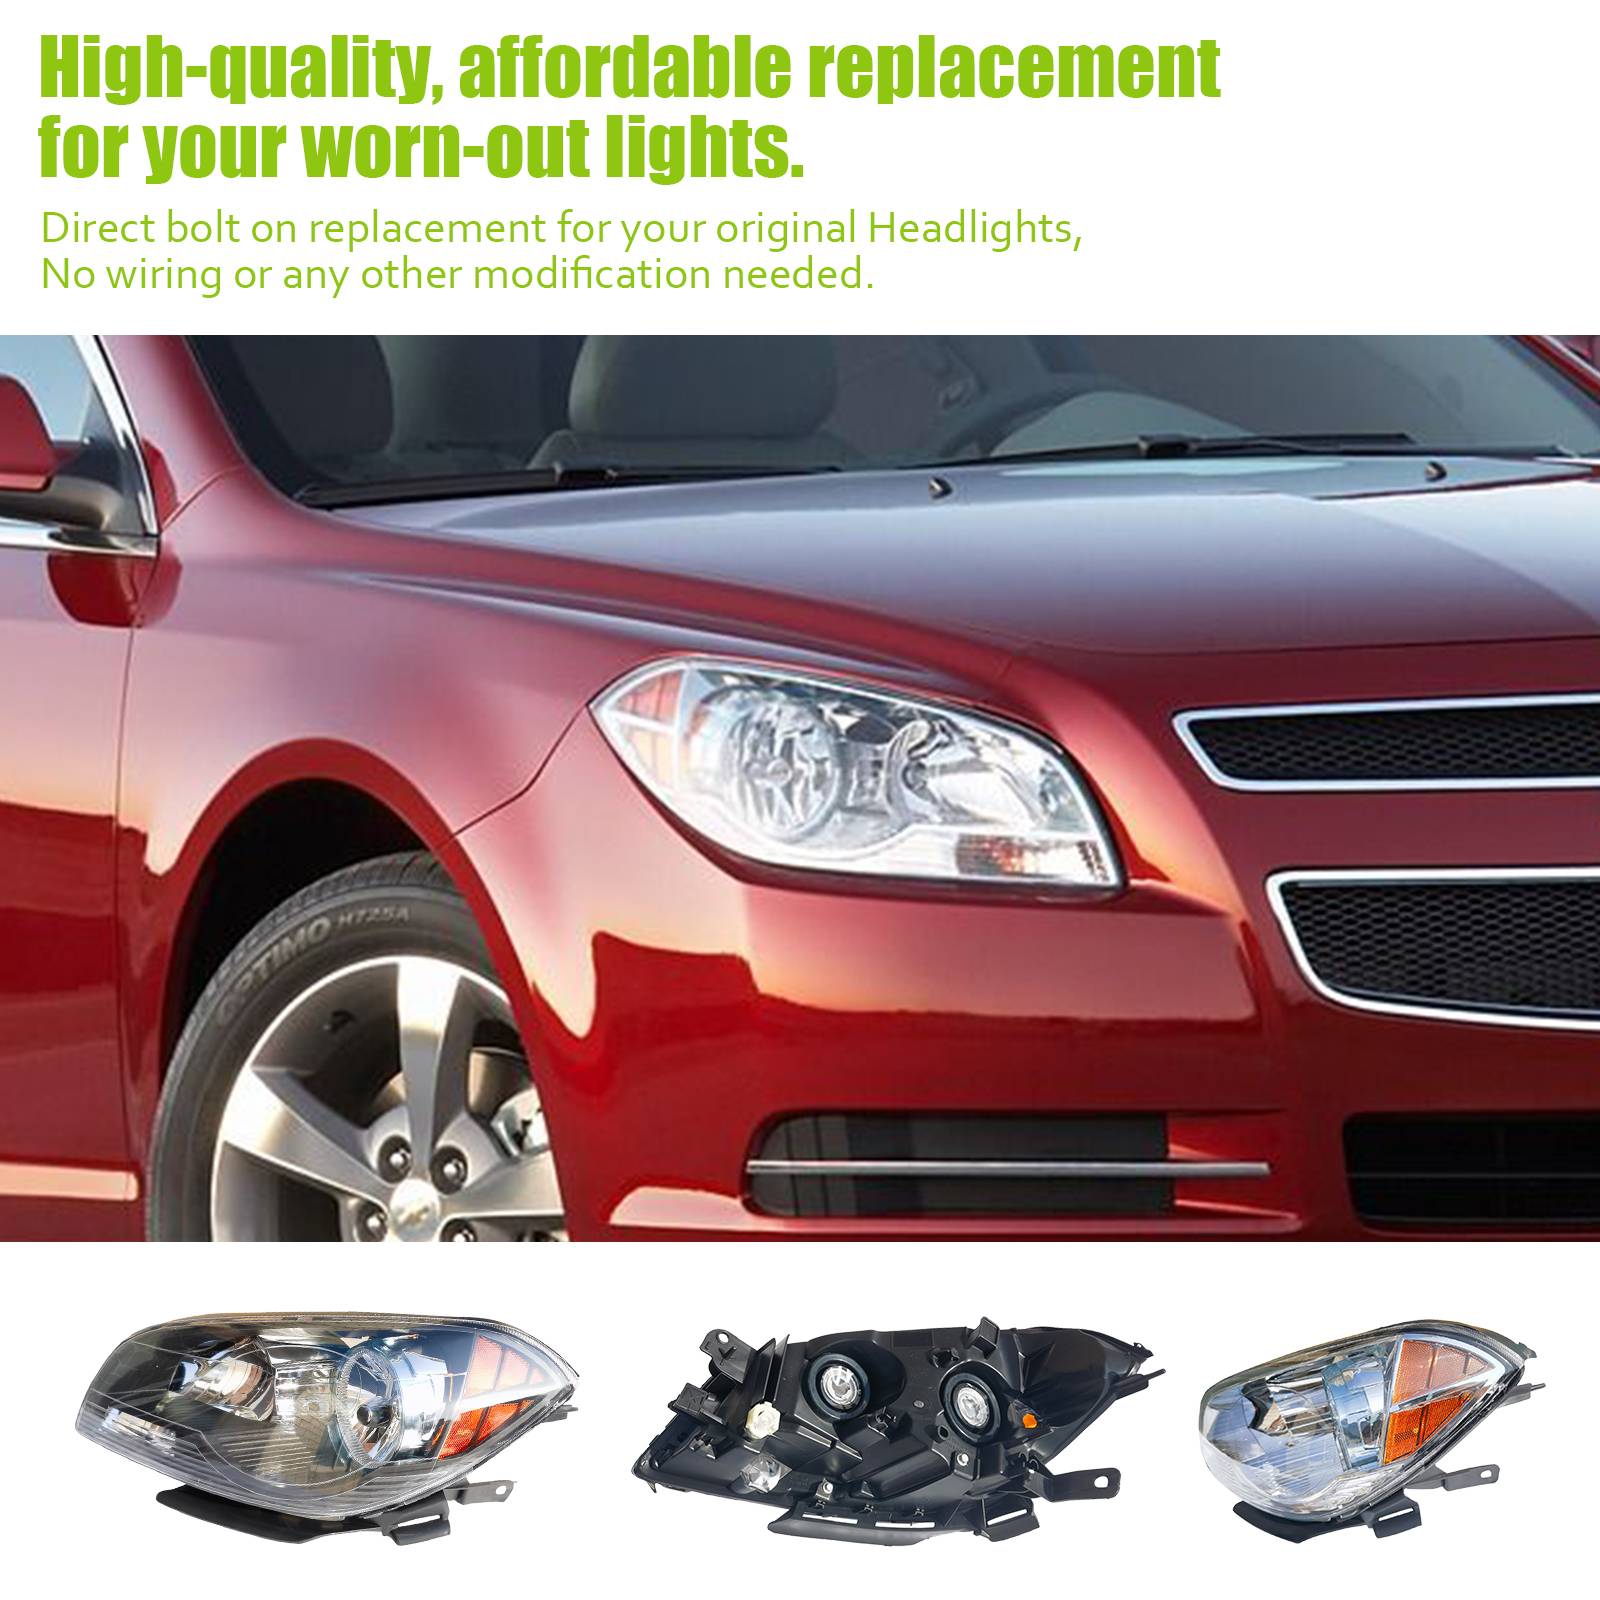 High-quality, affordable replacement
for your worn-out lights.
Direct bolt on replacement for your original Headlights,
No wiring or any other modification needed.
OPTIMO H725A